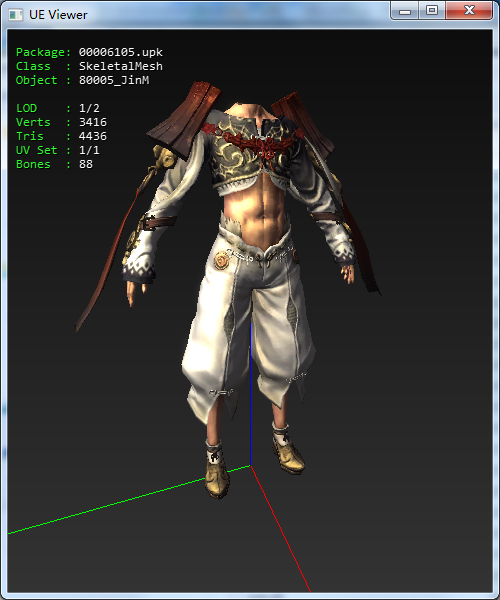 UE Viewer
Package: 00006105.upk
Class : SkeletalMesh
Object : 80005_JinM
LOD : 1/2
Verts : 3416
Tris : 4436
UV Set : 1/1
Bones : 88